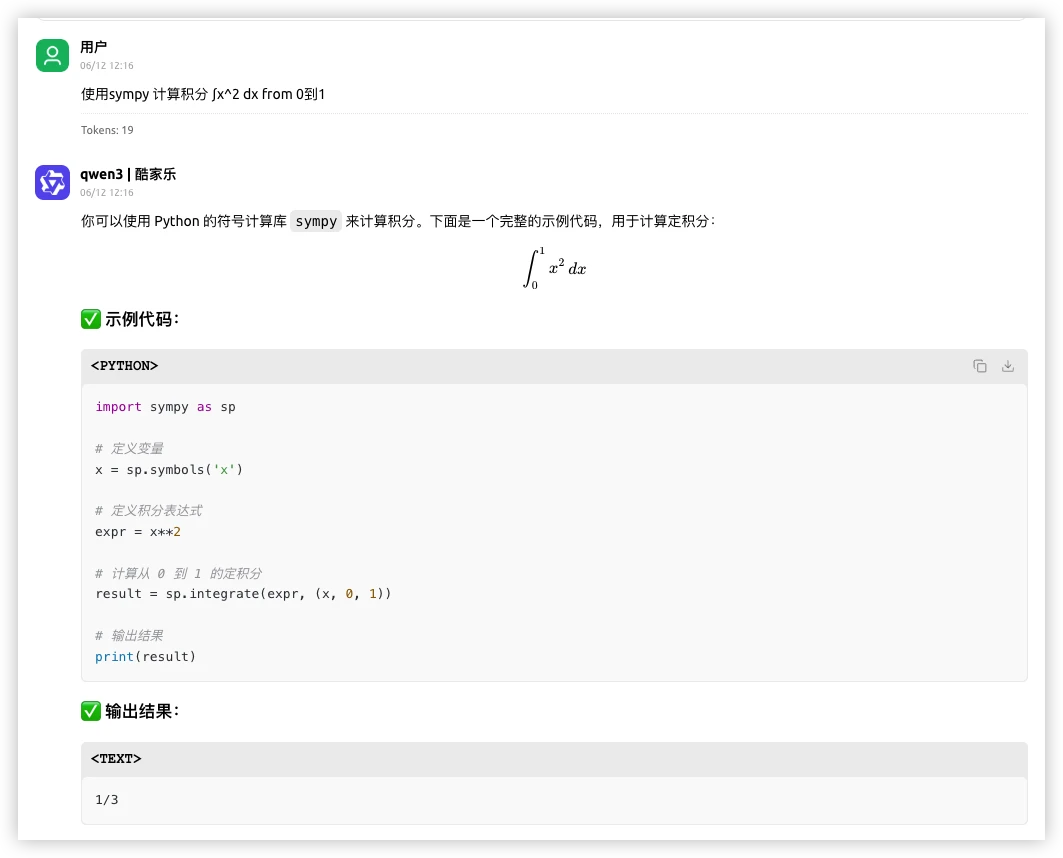 用户
06/12 12:16
使用sympy 计算积分 ∫x^2 dx from 0到1
Tokens: 19
qwen3 | 酷家乐
06/12 12:16
你可以使用 Python 的符号计算库 sympy 来计算积分。下面是一个完整的示例代码，用于计算定积分：
∫₀¹ x² dx
✅ 示例代码：
<PYTHON>
import sympy as sp
# 定义变量
x = sp.symbols('x')
# 定义积分表达式
expr = x**2
# 计算从 0 到 1 的定积分
result = sp.integrate(expr, (x, 0, 1))
# 输出结果
print(result)
✅ 输出结果：
<TEXT>
1/3